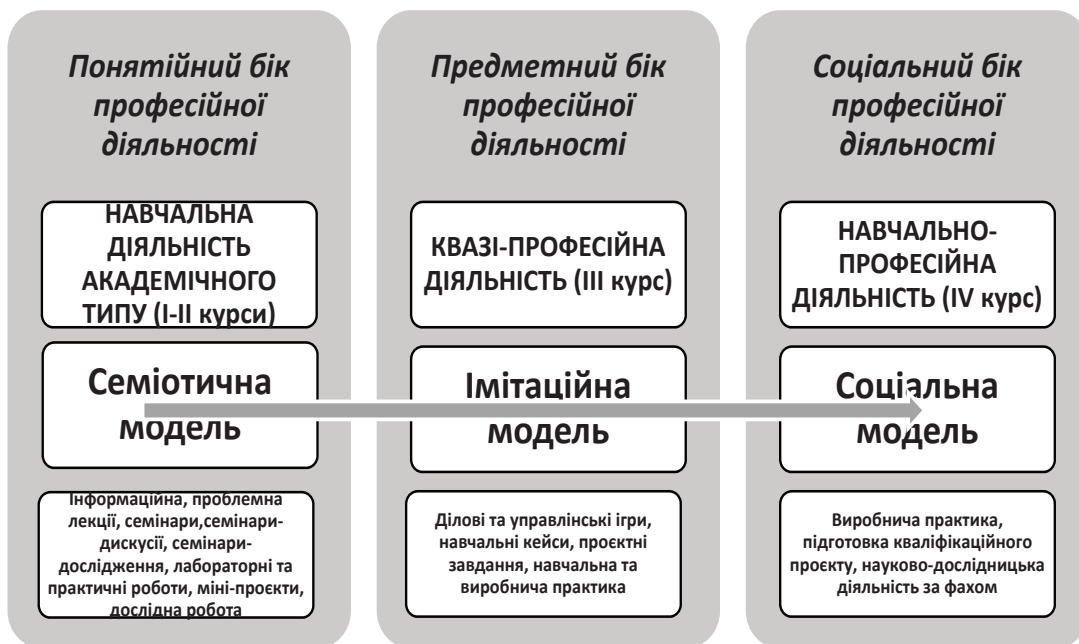 Понятійний бік
професійної
діяльності
НАВЧАЛЬНА
ДІЯЛЬНІСТЬ
АКАДЕМІЧНОГО
ТИПУ (І-ІІ курси)
Семіотична
модель
Інформаційна, проблемна
лекції, семінари,семінари-
дискусії, семінари-
дослідження, лабораторні та
практичні роботи, міні-проєкти,
дослідна робота
Предметний бік
професійної
діяльності
КВАЗІ-ПРОФЕСІЙНА
ДІЯЛЬНІСТЬ (ІІІ курс)
Імітаційна
модель
Ділові та управлінські ігри,
навчальні кейси, проєктні
завдання, навчальна та
виробнича практика
Соціальний бік
професійної
діяльності
НАВЧАЛЬНО-
ПРОФЕСІЙНА
ДІЯЛЬНІСТЬ (IV курс)
Соціальна
модель
Виробнича практика,
підготовка кваліфікаційного
проєкту, науково-дослідницька
діяльність за фахом